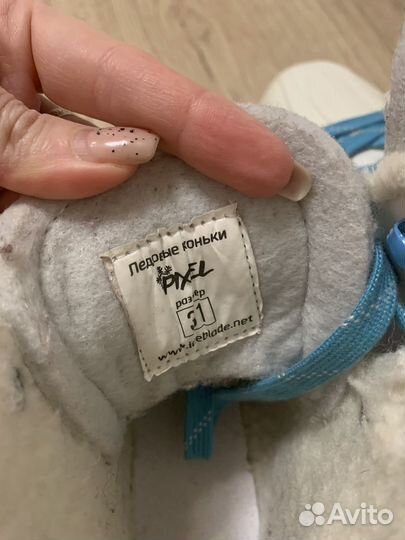 Ледовые коньки
PIXEL
размер
31
www.iceblade.net
Avito